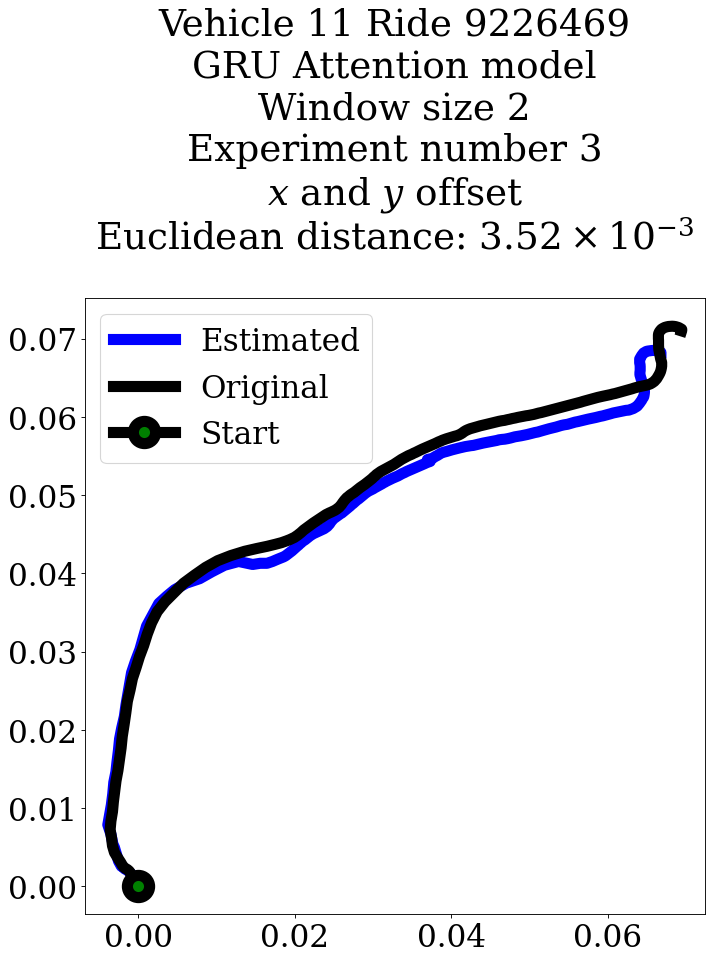 Vehicle 11 Ride 9226469
GRU Attention model
Window size 2
Experiment number 3
x and y offset
Euclidean distance: 3.52 × 10⁻³
Estimated
Original
Start
0.07
0.06
0.05
0.04
0.03
0.02
0.01
0.00
0.00 0.02 0.04 0.06